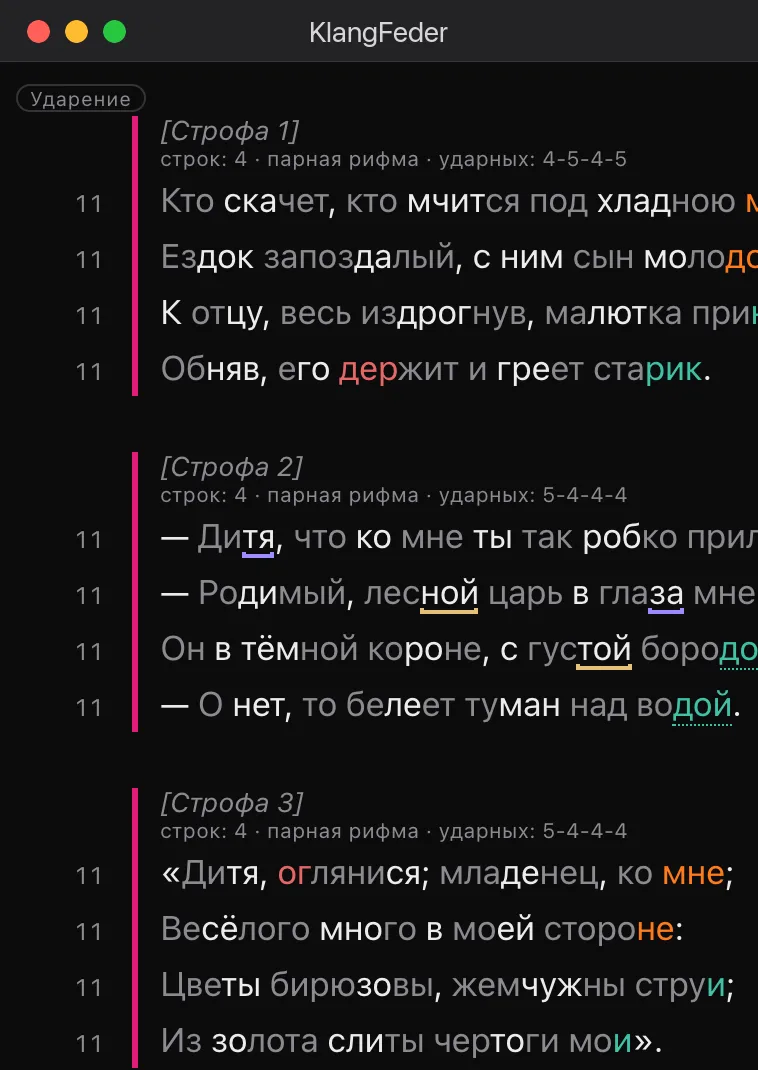 KlangFeder
Ударение
[Строфа 1]
строк: 4 · парная рифма · ударных: 4-5-4-5
11 Кто скачет, кто мчится под хладною
11 Ездок запоздалый, с ним сын молодо
11 К отцу, весь издрогнув, малютка прин
11 Обняв, его держит и греет старик.
[Строфа 2]
строк: 4 · парная рифма · ударных: 5-4-4-4
11 — Дитя, что ко мне ты так робко прил
11 — Родимый, лесной царь в глаза мне
11 Он в тёмной короне, с густой бородо
11 — О нет, то белеет туман над водой.
[Строфа 3]
строк: 4 · парная рифма · ударных: 5-4-4-4
11 «Дитя, оглянися; младенец, ко мне;
11 Весёлого много в моей стороне:
11 Цветы бирюзовы, жемчужны струи;
11 Из золота слиты чертоги мои».